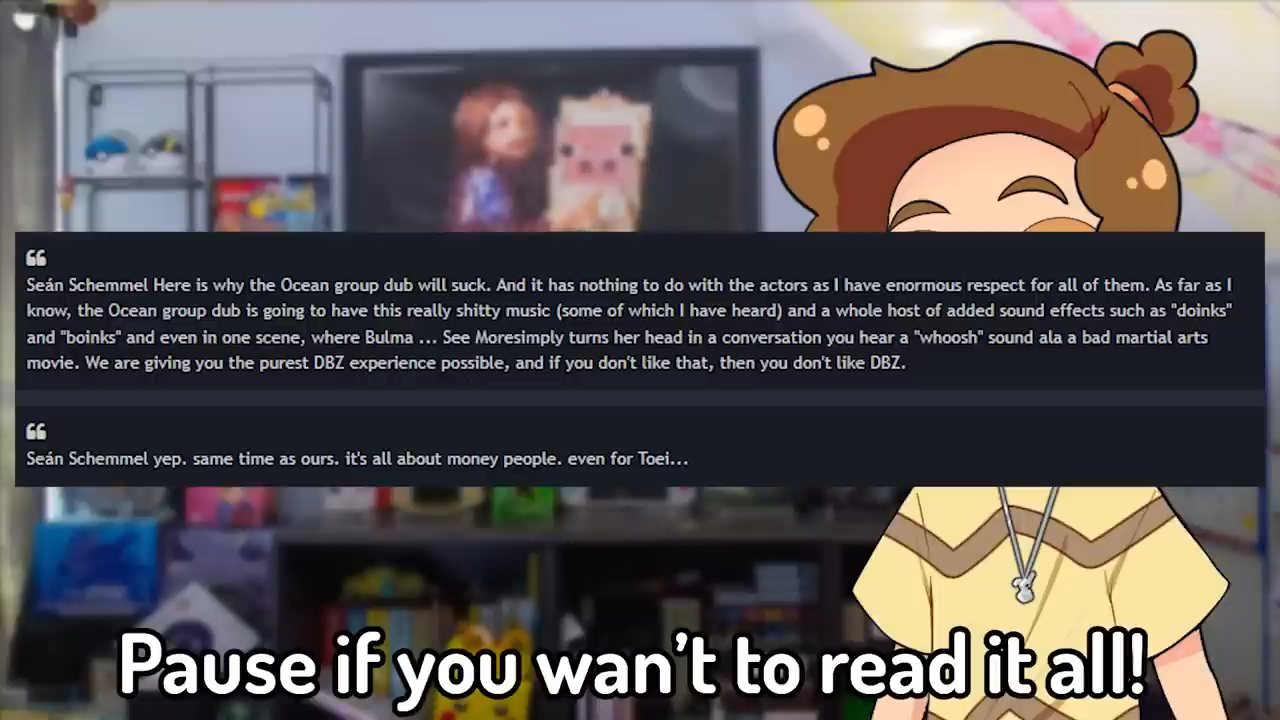 ❝
Seán Schemmel Here is why the Ocean group dub will suck. And it has nothing to do with the actors as I have enormous respect for all of them. As far as I
know, the Ocean group dub is going to have this really shitty music (some of which I have heard) and a whole host of added sound effects such as "doinks"
and "boinks" and even in one scene, where Bulma ... See Moresimply turns her head in a conversation you hear a "whoosh" sound ala a bad martial arts
movie. We are giving you the purest DBZ experience possible, and if you don't like that, then you don't like DBZ.
❝
Seán Schemmel yep. same time as ours. it's all about money people. even for Toei...
Pause if you wan't to read it all!